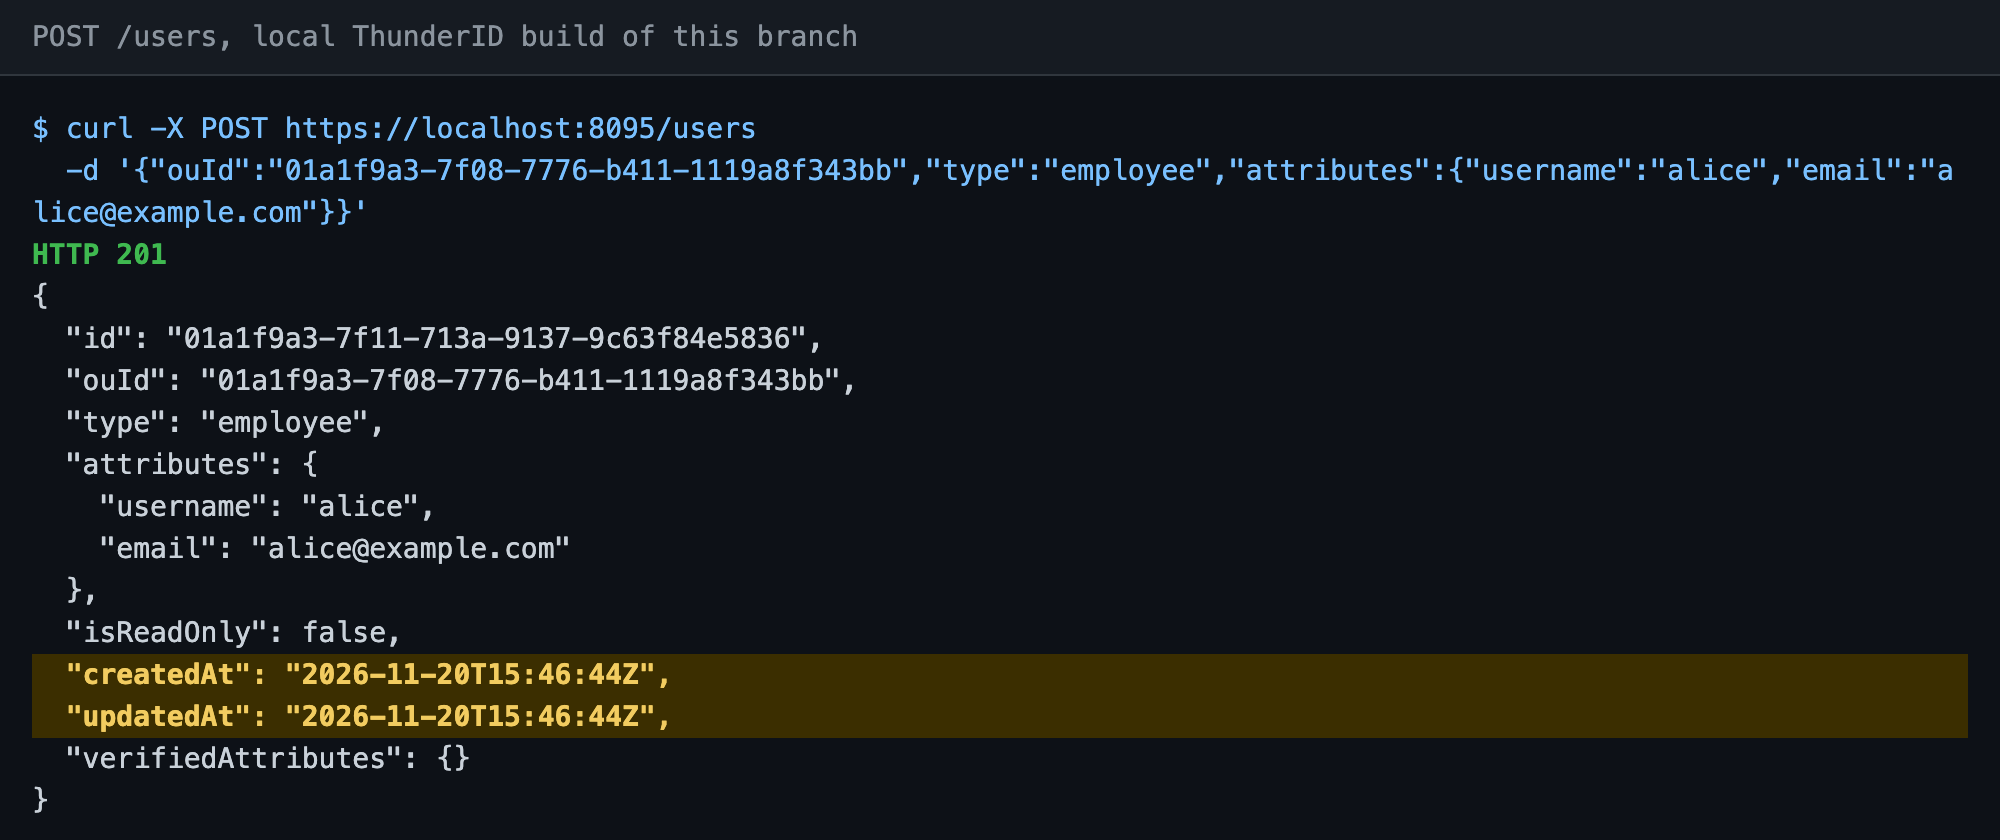 POST /users, local ThunderID build of this branch
$ curl -X POST https://localhost:8095/users
  -d '{"ouId":"01a1f9a3-7f08-7776-b411-1119a8f343bb","type":"employee","attributes":{"username":"alice","email":"a
lice@example.com"}}'
HTTP 201
{
  "id": "01a1f9a3-7f11-713a-9137-9c63f84e5836",
  "ouId": "01a1f9a3-7f08-7776-b411-1119a8f343bb",
  "type": "employee",
  "attributes": {
    "username": "alice",
    "email": "alice@example.com"
  },
  "isReadOnly": false,
  "createdAt": "2026-11-20T15:46:44Z",
  "updatedAt": "2026-11-20T15:46:44Z",
  "verifiedAttributes": {}
}